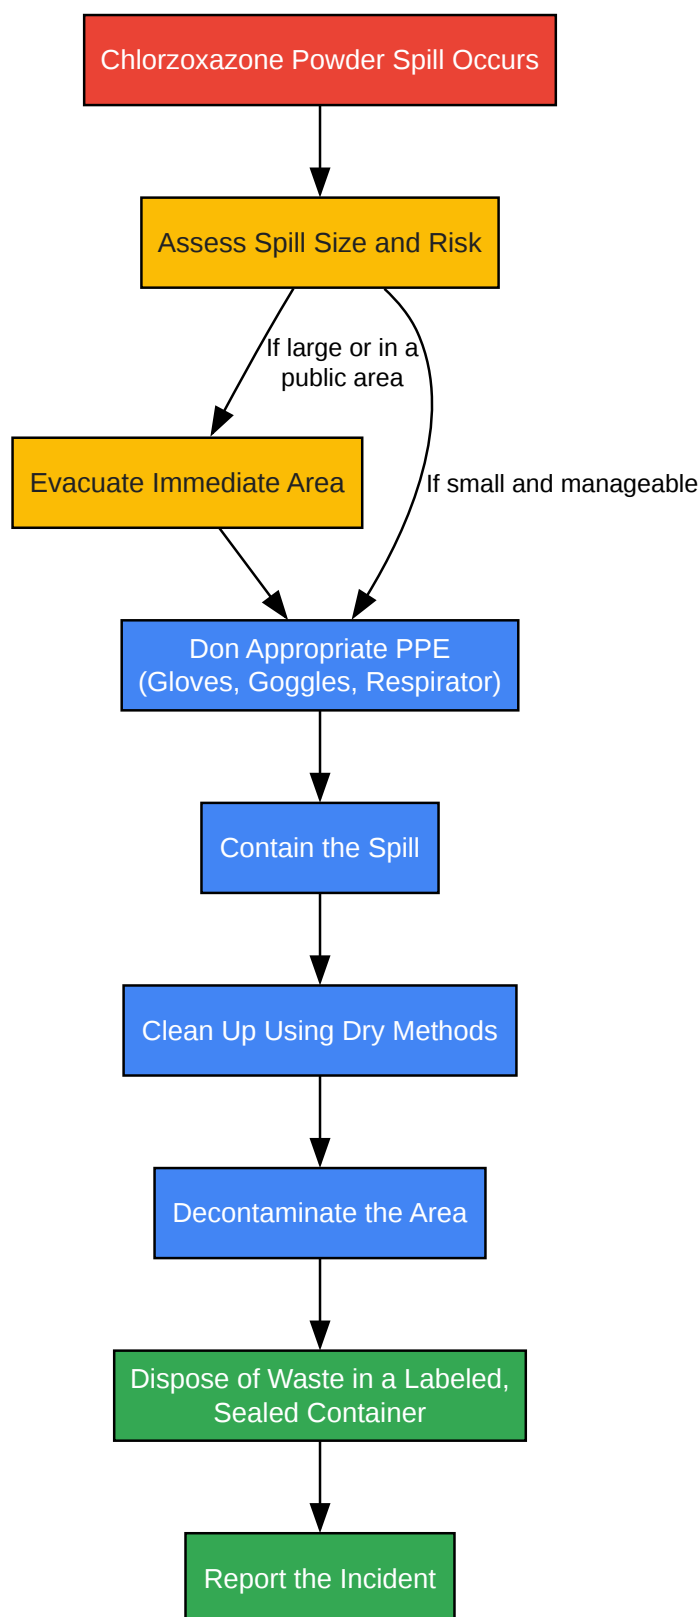 Chlorzoxazone Powder Spill Occurs
Assess Spill Size and Risk
If large or in a
public area
Evacuate Immediate Area
If small and manageable
Don Appropriate PPE
(Gloves, Goggles, Respirator)
Contain the Spill
Clean Up Using Dry Methods
Decontaminate the Area
Dispose of Waste in a Labeled,
Sealed Container
Report the Incident